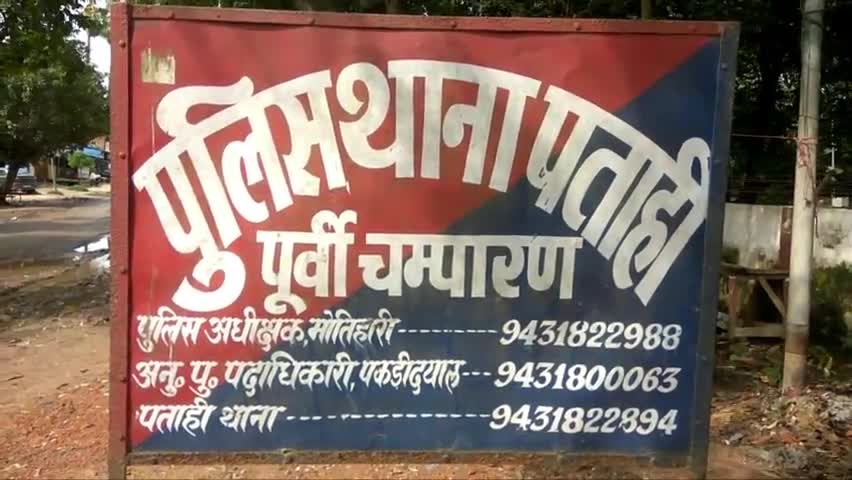 पुलिस थाना पताही
पूर्वी चम्पारण
पुलिस अधीक्षक, मोतिहारी ----------- 9431822988
अनु॰ पु॰ पदाधिकारी, पकड़ीदयाल --- 9431800063
पताही थाना -------------------- 9431822894